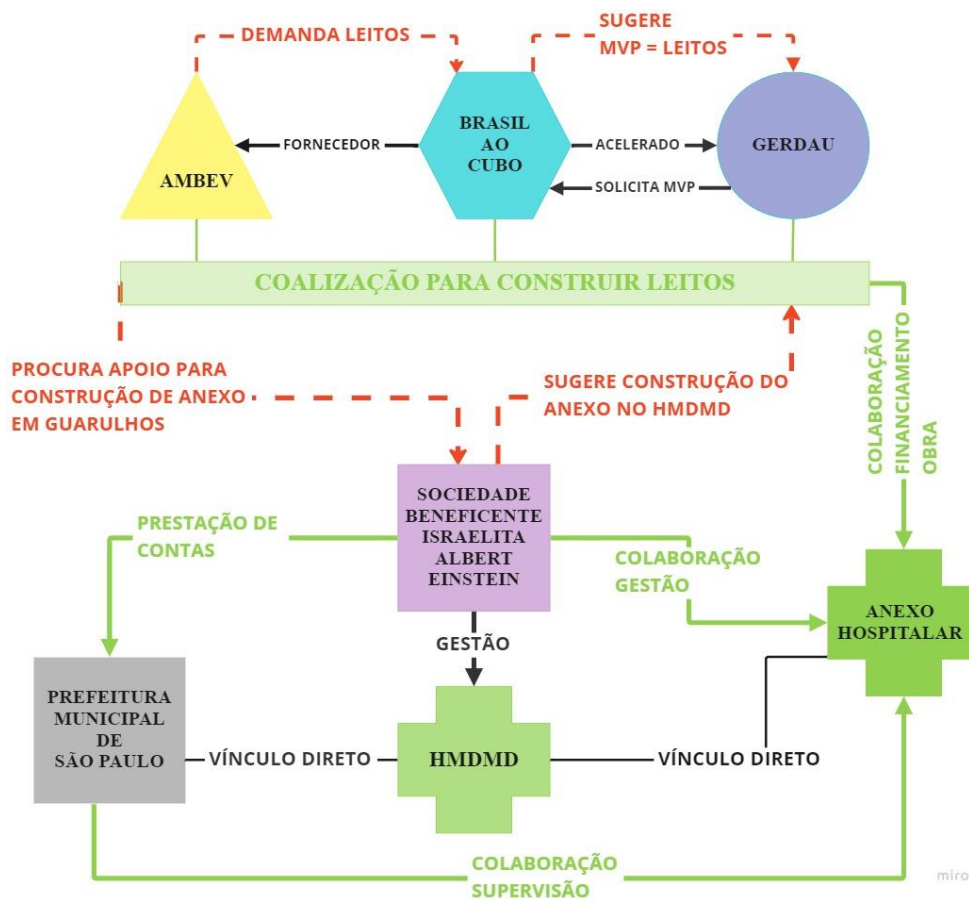 DEMANDA LEITOS
SUGERE
MVP = LEITOS
AMBEV
FORNECEDOR
BRASIL
AO
CUBO
ACELERADO
SOLICITA MVP
GERDAU
COALIZAÇÃO PARA CONSTRUIR LEITOS
PROCURA APOIO PARA
CONSTRUÇÃO DE ANEXO
EM GUARULHOS
SUGERE CONSTRUÇÃO DO
ANEXO NO HMDMD
COLABORAÇÃO
FINANCIAMENTO
OBRA
SOCIEDADE
BENEFICENTE
ISRAELITA
ALBERT
EINSTEIN
PRESTAÇÃO DE
CONTAS
COLABORAÇÃO
GESTÃO
ANEXO
HOSPITALAR
GESTÃO
PREFEITURA
MUNICIPAL
DE
SÃO PAULO
VÍNCULO DIRETO
HMDMD
VÍNCULO DIRETO
COLABORAÇÃO
SUPERVISÃO
miro